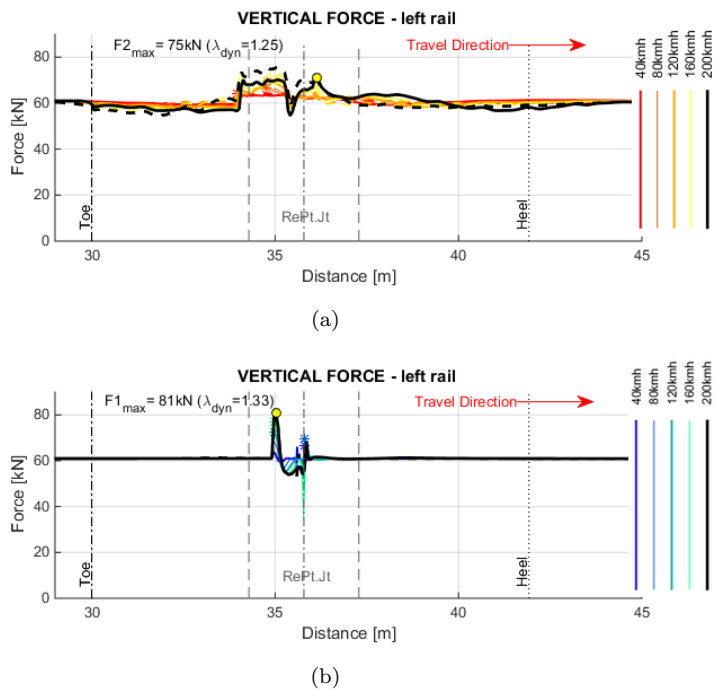 VERTICAL FORCE - left rail
F2max = 75kN (λdyn=1.25)
Travel Direction
40kmh
80kmh
120kmh
160kmh
200kmh
80
60
40
20
0
Force [kN]
Toe
RePt.Jt
Heel
30
35
40
45
Distance [m]
(a)
VERTICAL FORCE - left rail
F1max = 81kN (λdyn=1.33)
Travel Direction
40kmh
80kmh
120kmh
160kmh
200kmh
80
60
40
20
0
Force [kN]
Toe
RePt.Jt
Heel
30
35
40
45
Distance [m]
(b)